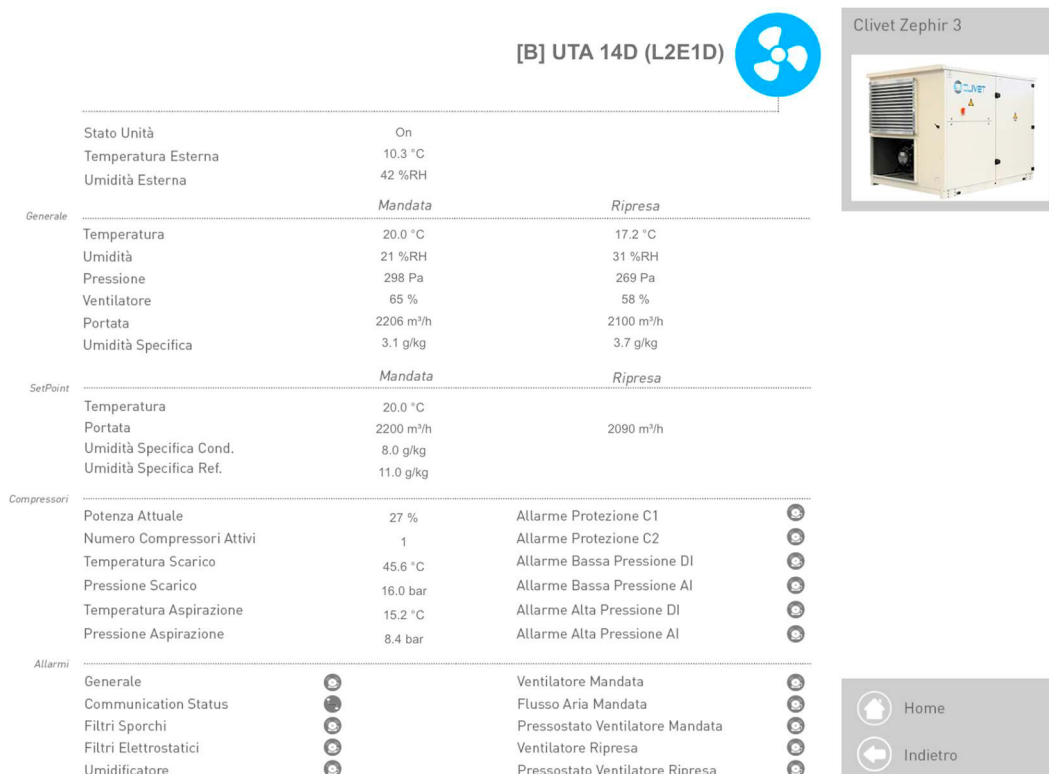 Clivet Zephir 3
[B] UTA 14D (L2E1D)
CLIVET
Stato Unità On
Temperatura Esterna 10.3 °C
Umidità Esterna 42 %RH
Generale Mandata Ripresa
Temperatura 20.0 °C 17.2 °C
Umidità 21 %RH 31 %RH
Pressione 298 Pa 269 Pa
Ventilatore 65 % 58 %
Portata 2206 m³/h 2100 m³/h
Umidità Specifica 3.1 g/kg 3.7 g/kg
SetPoint Mandata Ripresa
Temperatura 20.0 °C
Portata 2200 m³/h 2090 m³/h
Umidità Specifica Cond. 8.0 g/kg
Umidità Specifica Ref. 11.0 g/kg
Compressori
Potenza Attuale 27 % Allarme Protezione C1
Numero Compressori Attivi 1 Allarme Protezione C2
Temperatura Scarico 45.6 °C Allarme Bassa Pressione DI
Pressione Scarico 16.0 bar Allarme Bassa Pressione AI
Temperatura Aspirazione 15.2 °C Allarme Alta Pressione DI
Pressione Aspirazione 8.4 bar Allarme Alta Pressione AI
Allarmi
Generale Ventilatore Mandata
Communication Status Flusso Aria Mandata
Filtri Sporchi Pressostato Ventilatore Mandata
Filtri Elettrostatici Ventilatore Ripresa
Umidificatore Pressostato Ventilatore Ripresa
Home
Indietro